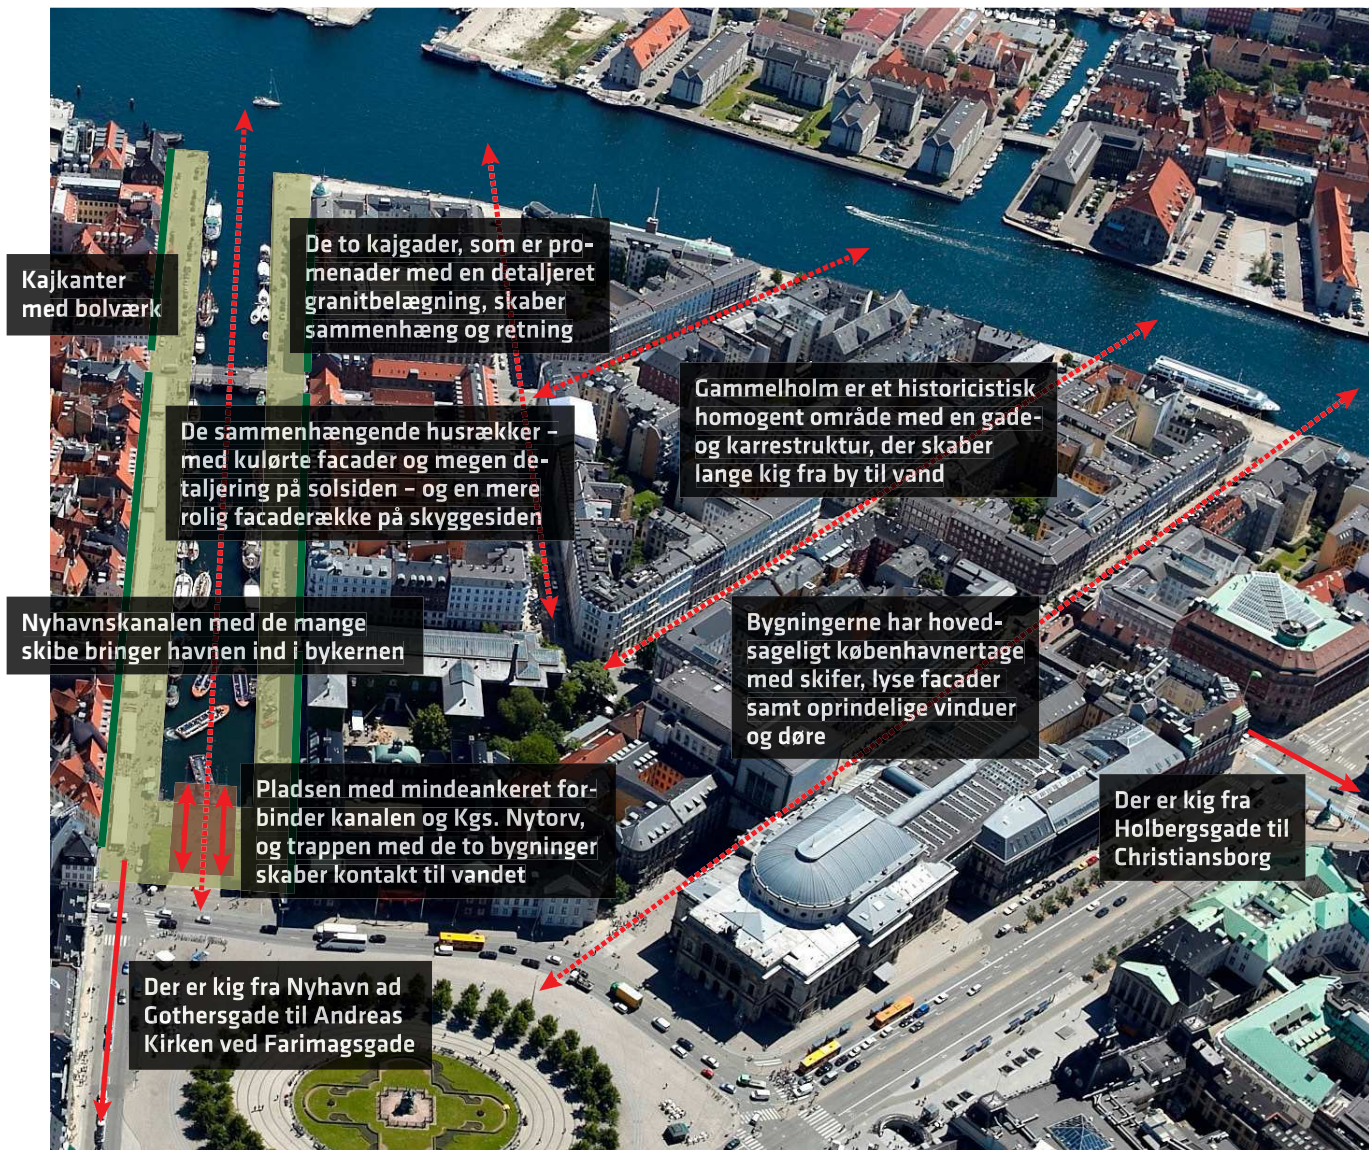 De to kajgader, som er pro-
menader med en detaljeret
granitbelægning, skaber
sammenhæng og retning
Kajkanter
med bolværk
Gammelholm er et historicistisk
homogent område med en gade-
og karrestruktur, der skaber
lange kig fra by til vand
De sammenhængende husrækker –
med kulørte facader og megen de-
taljering på solsiden – og en mere
rolig facaderække på skyggesiden
Nyhavnskanalen med de mange
skibe bringer havnen ind i bykernen
Bygningerne har hoved-
sageligt københavnertage
med skifer, lyse facader
samt oprindelige vinduer
og døre
Pladsen med mindeankeret for-
binder kanalen og Kgs. Nytorv,
og trappen med de to bygninger
skaber kontakt til vandet
Der er kig fra
Holbergsgade til
Christiansborg
Der er kig fra Nyhavn ad
Gothersgade til Andreas
Kirken ved Farimagsgade